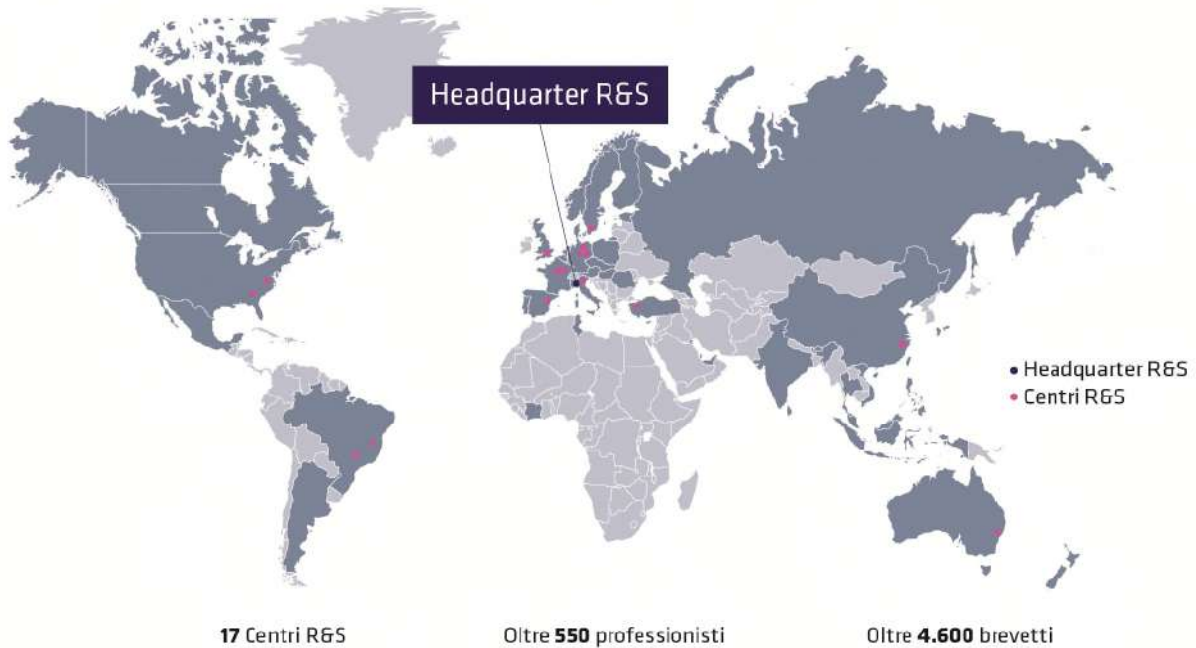 Headquarter R&S
• Headquarter R&S
• Centri R&S
17 Centri R&S
Oltre 550 professionisti
Oltre 4.600 brevetti